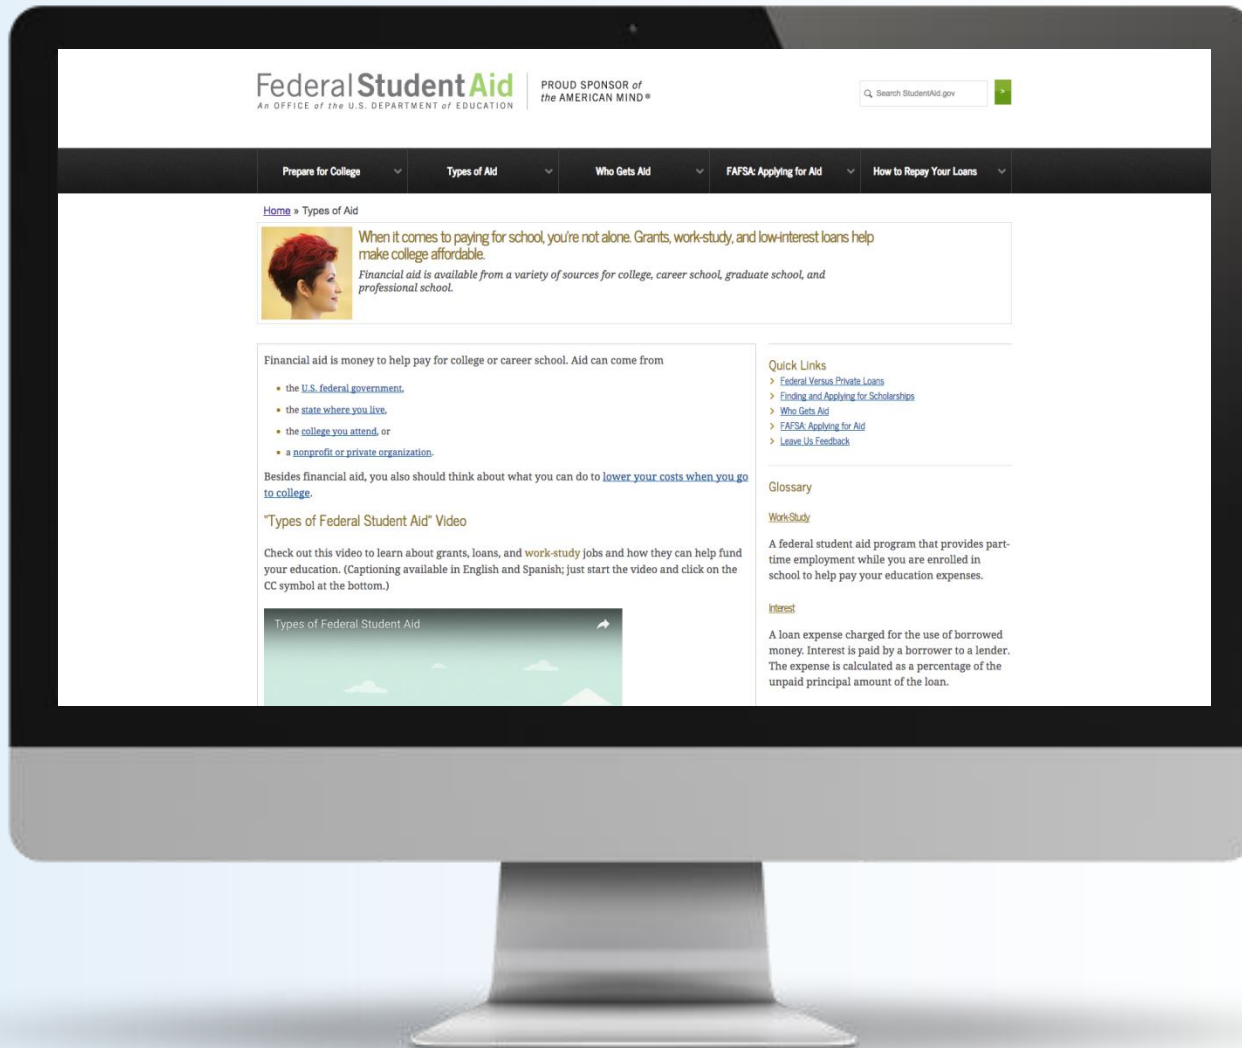 Federal Student Aid
An OFFICE of the U.S. DEPARTMENT of EDUCATION
PROUD SPONSOR of
the AMERICAN MIND®
Search StudentAid.gov
>
Prepare for College
Types of Aid
Who Gets Aid
FAFSA: Applying for Aid
How to Repay Your Loans
Home » Types of Aid
When it comes to paying for school, you're not alone. Grants, work-study, and low-interest loans help
make college affordable.
Financial aid is available from a variety of sources for college, career school, graduate school, and
professional school.
Financial aid is money to help pay for college or career school. Aid can come from
• the U.S. federal government,
• the state where you live,
• the college you attend, or
• a nonprofit or private organization.
Besides financial aid, you also should think about what you can do to lower your costs when you go
to college.
"Types of Federal Student Aid" Video
Check out this video to learn about grants, loans, and work-study jobs and how they can help fund
your education. (Captioning available in English and Spanish; just start the video and click on the
CC symbol at the bottom.)
Types of Federal Student Aid
Quick Links
> Federal Versus Private Loans
> Finding and Applying for Scholarships
> Who Gets Aid
> FAFSA: Applying for Aid
> Leave Us Feedback
Glossary
Work-Study
A federal student aid program that provides part-
time employment while you are enrolled in
school to help pay your education expenses.
Interest
A loan expense charged for the use of borrowed
money. Interest is paid by a borrower to a lender.
The expense is calculated as a percentage of the
unpaid principal amount of the loan.